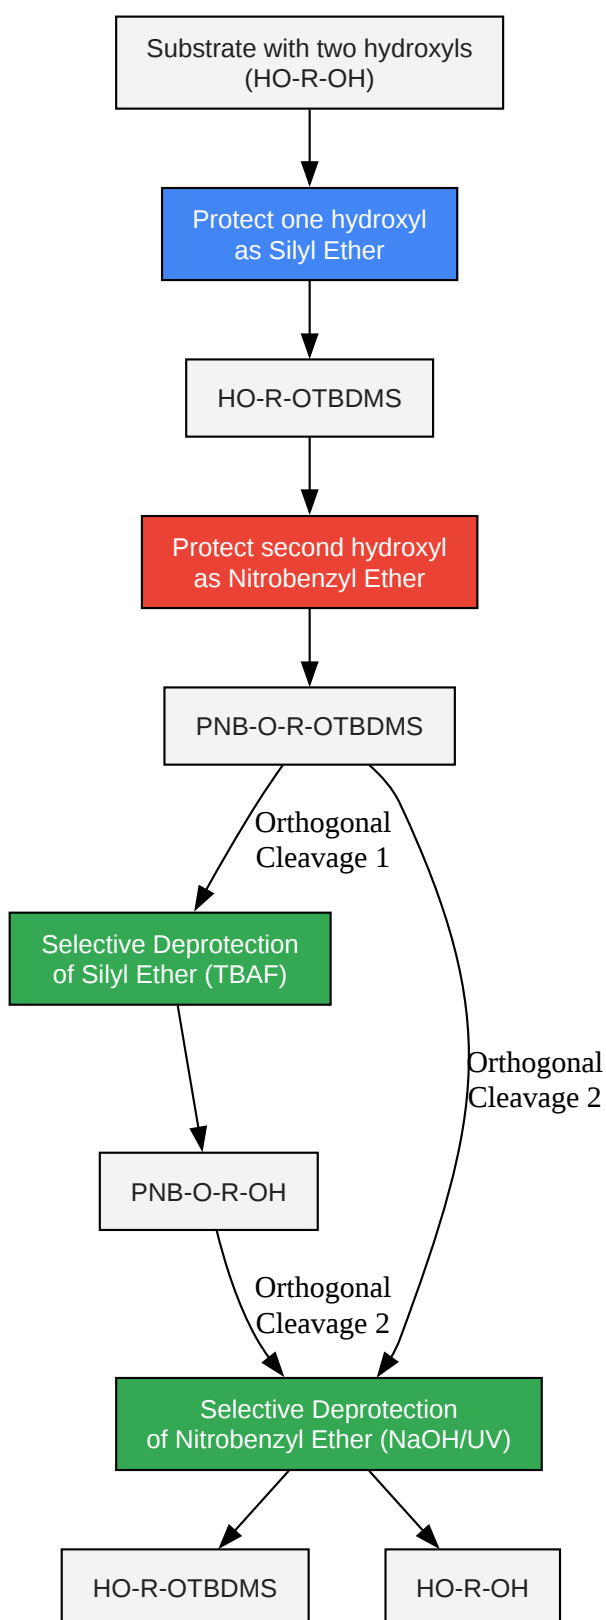 Substrate with two hydroxyls
(HO-R-OH)
Protect one hydroxyl
as Silyl Ether
HO-R-OTBDMS
Protect second hydroxyl
as Nitrobenzyl Ether
PNB-O-R-OTBDMS
Orthogonal
Cleavage 1
Selective Deprotection
of Silyl Ether (TBAF)
Orthogonal
Cleavage 2
PNB-O-R-OH
Orthogonal
Cleavage 2
Selective Deprotection
of Nitrobenzyl Ether (NaOH/UV)
HO-R-OTBDMS
HO-R-OH